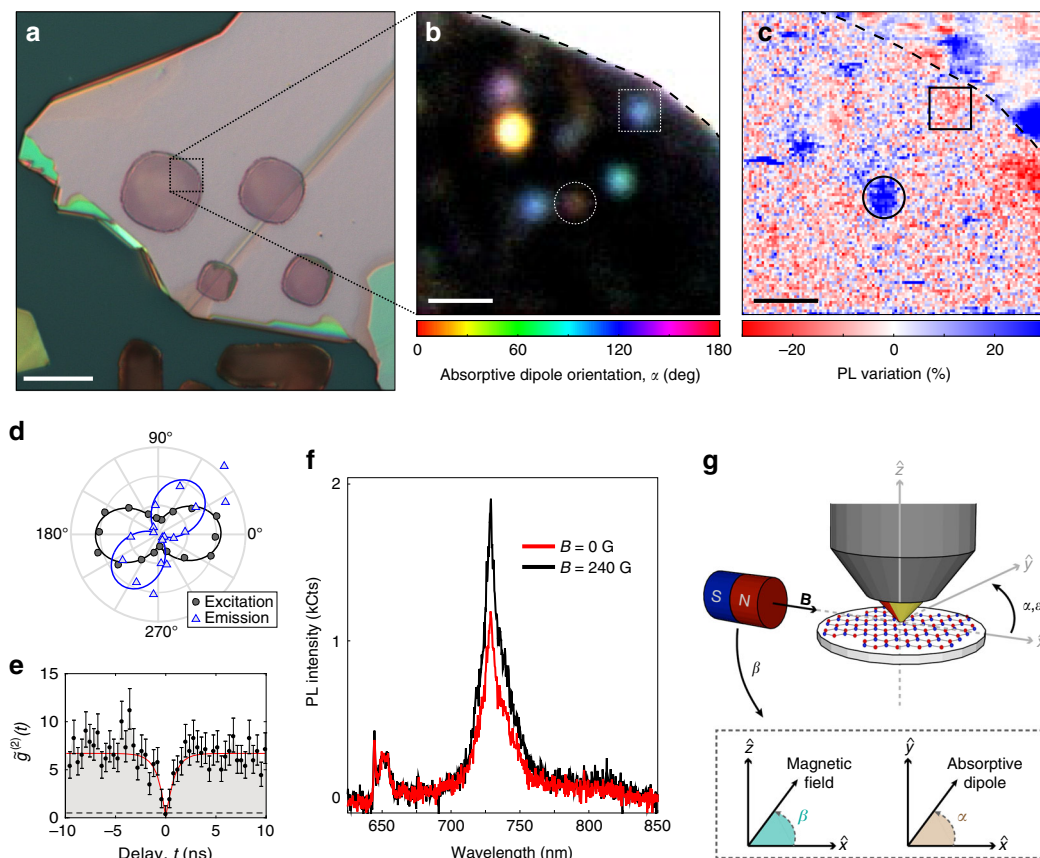 a
b
c
0
60
120
180
Absorptive dipole orientation, α (deg)
−20
0
20
PL variation (%)
d
90°
180°
0°
270°
Excitation
Emission
e
15
10
5
0
−10
−5
0
5
10
g̃⁽²⁾(t)
Delay, t (ns)
f
2
1
0
PL intensity (kCts)
B = 0 G
B = 240 G
650
700
750
800
850
Wavelength (nm)
g
ẑ
ŷ
S N
B
β
ẑ
Magnetic
field
β
x̂
ŷ
Absorptive
dipole
α
x̂